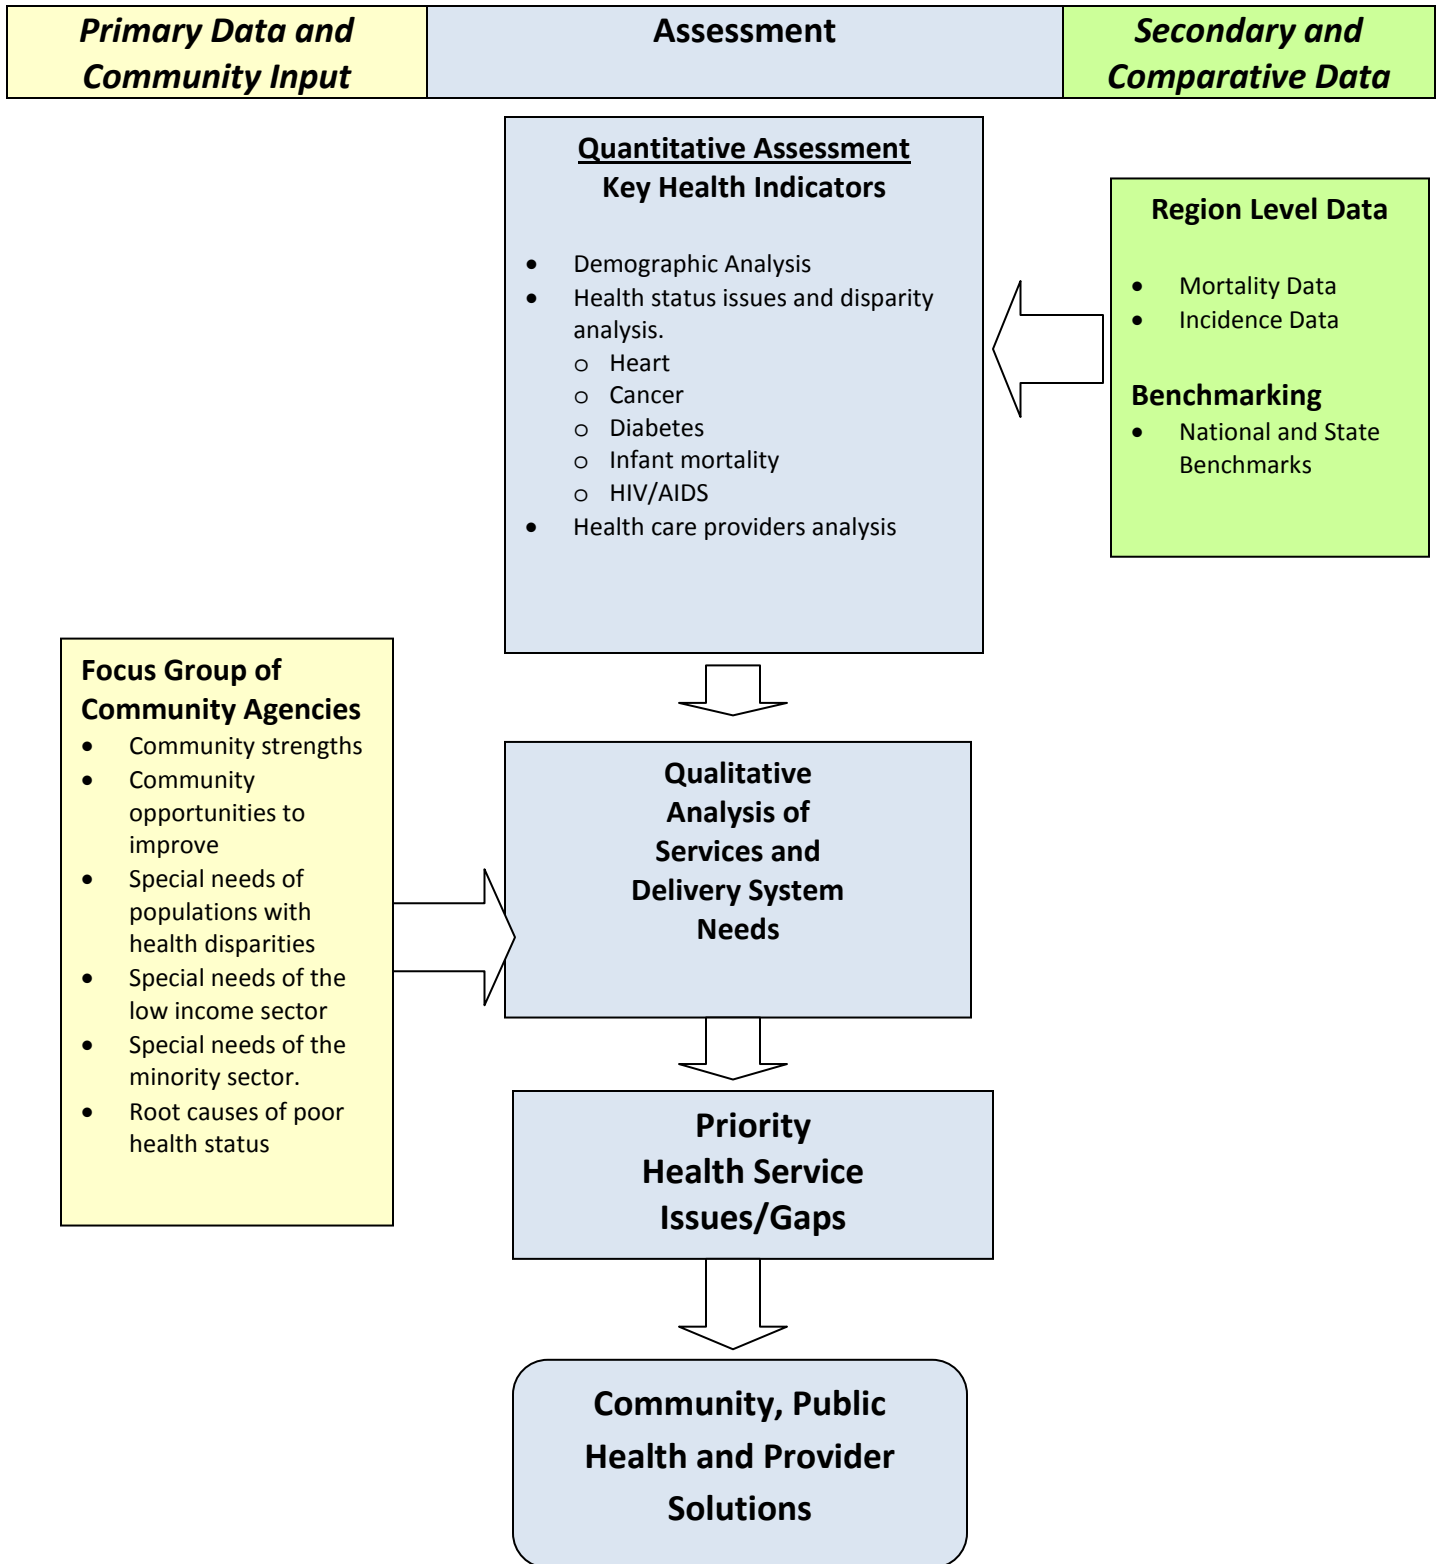 Primary Data and
Community Input
Assessment
Secondary and
Comparative Data
Quantitative Assessment
Key Health Indicators
• Demographic Analysis
• Health status issues and disparity
analysis.
o Heart
o Cancer
o Diabetes
o Infant mortality
o HIV/AIDS
• Health care providers analysis
Region Level Data
• Mortality Data
• Incidence Data
Benchmarking
• National and State
Benchmarks
Focus Group of
Community Agencies
• Community strengths
• Community
opportunities to
improve
• Special needs of
populations with
health disparities
• Special needs of the
low income sector
• Special needs of the
minority sector.
• Root causes of poor
health status
Qualitative
Analysis of
Services and
Delivery System
Needs
Priority
Health Service
Issues/Gaps
Community, Public
Health and Provider
Solutions